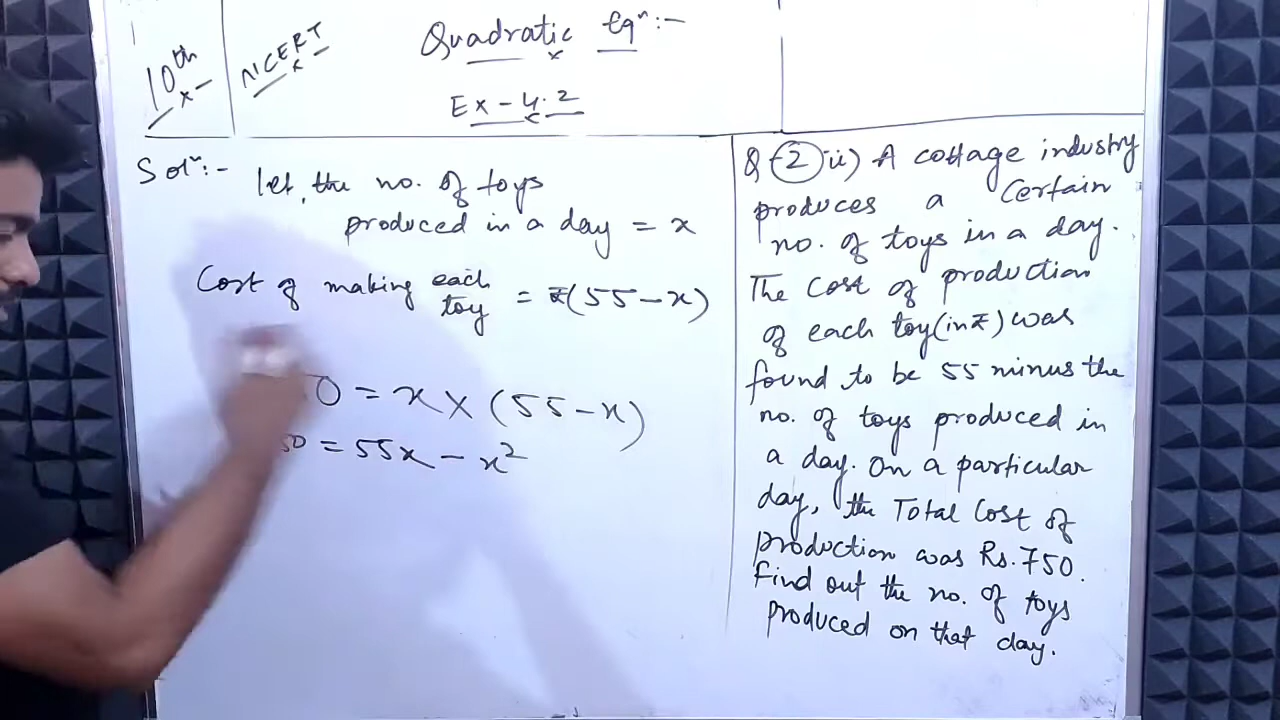 10th
NCERT
Quadratic Eqn:-
Ex - 4.2
Soln:- let, the no. of toys
produced in a day = x
Cost of making each
toy = ₹(55-x)
50 = x × (55-x)
50 = 55x - x²
Q-2 ii) A cottage industry
produces a certain
no. of toys in a day.
The cost of production
of each toy (in ₹) was
found to be 55 minus the
no. of toys produced in
a day. On a particular
day, the Total Cost of
production was Rs. 750.
Find out the no. of toys
produced on that day.